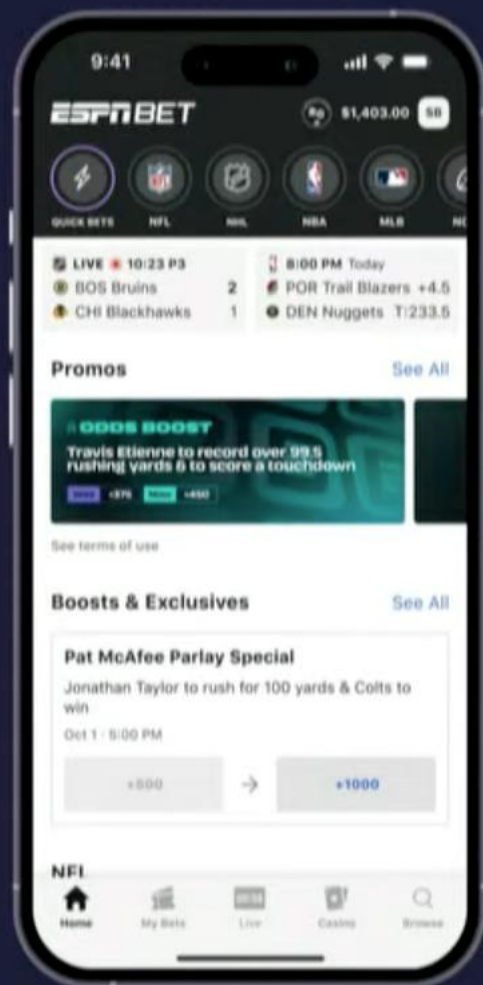 9:41
ESPN BET
$1,403.00
SB
QUICK BETS
NFL
NHL
NBA
MLB
NC
LIVE 10:23 P3
BOS Bruins 2
CHI Blackhawks 1
8:00 PM Today
POR Trail Blazers +4.5
DEN Nuggets T:233.5
Promos
See All
ODDS BOOST
Travis Etienne to record over 99.5
rushing yards & to score a touchdown
+375
+450
See terms of use
Boosts & Exclusives
See All
Pat McAfee Parlay Special
Jonathan Taylor to rush for 100 yards & Colts to
win
Oct 1 · 5:00 PM
+500
→
+1000
NFL
Home
My Bets
Live
Casino
Browse